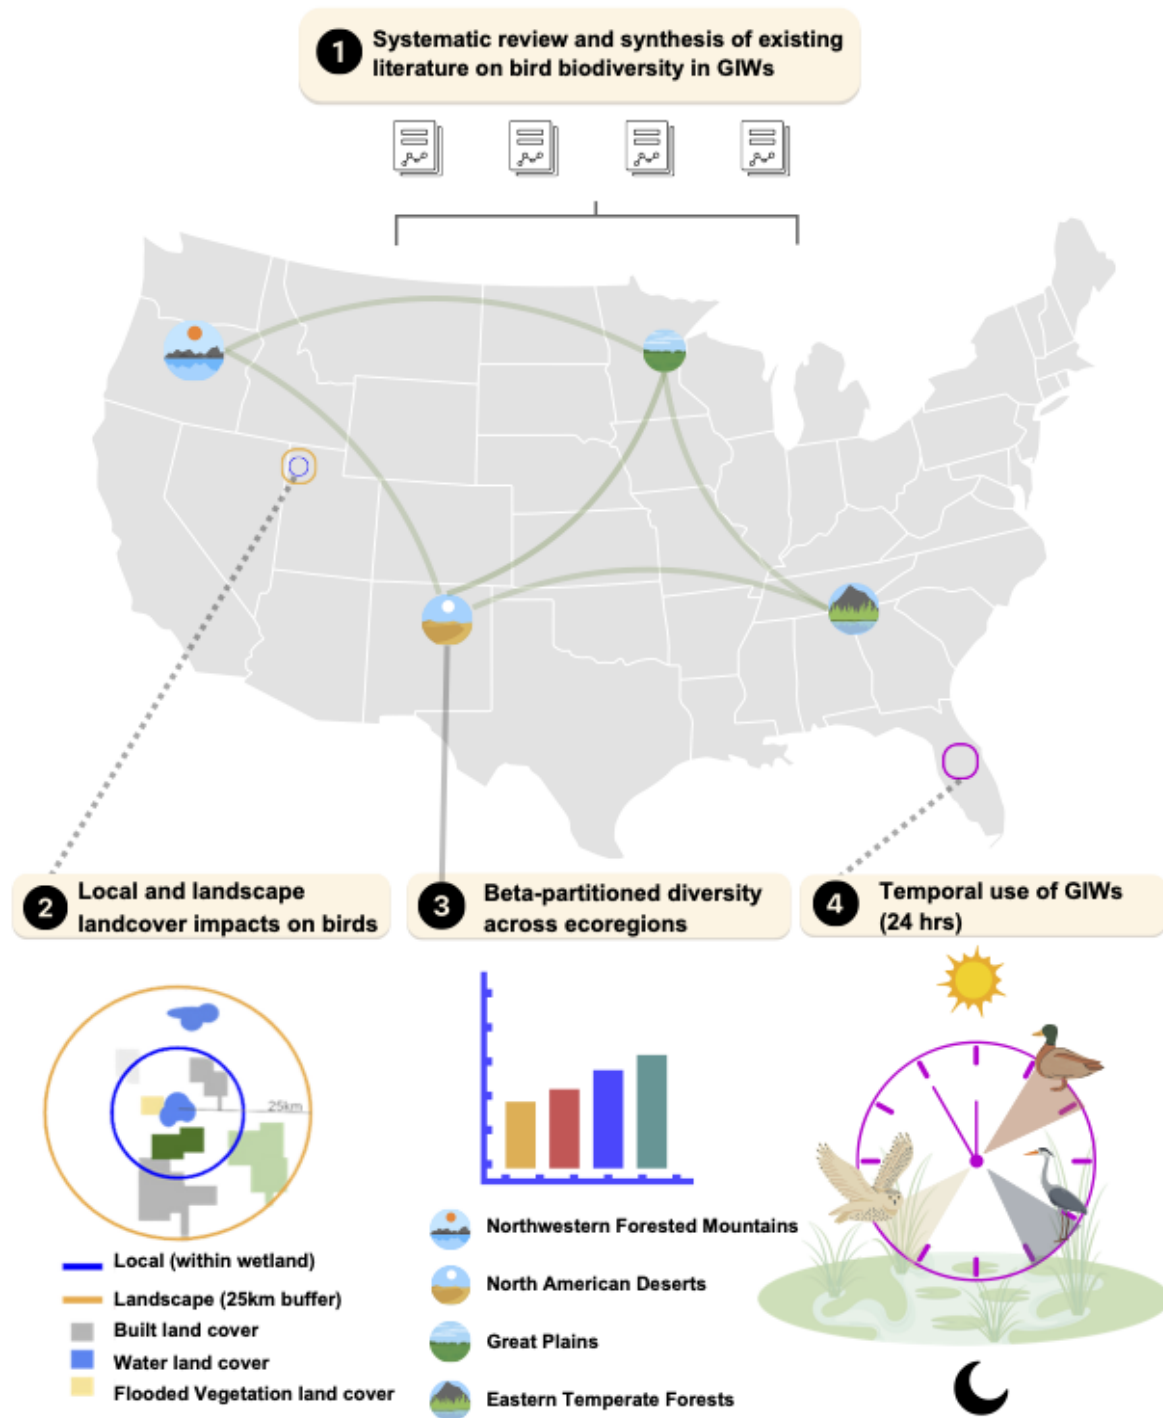 1
Systematic review and synthesis of existing
literature on bird biodiversity in GIWs
2
Local and landscape
landcover impacts on birds
3
Beta-partitioned diversity
across ecoregions
4
Temporal use of GIWs
(24 hrs)
25km
Local (within wetland)
Landscape (25km buffer)
Built land cover
Water land cover
Flooded Vegetation land cover
Northwestern Forested Mountains
North American Deserts
Great Plains
Eastern Temperate Forests